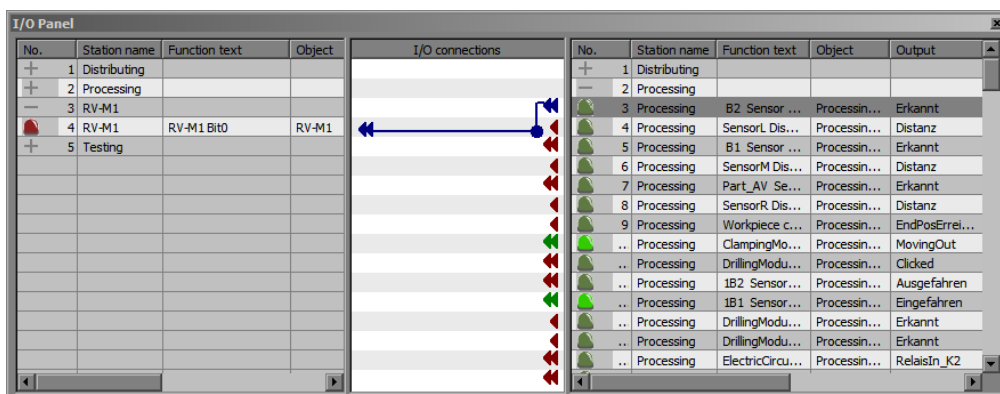 I/O Panel
No. Station name Function text Object I/O connections No. Station name Function text Object Output
1 Distributing 1 Distributing
2 Processing 2 Processing
3 RV-M1 3 Processing B2 Sensor ... Processin... Erkannt
4 RV-M1 RV-M1 Bit0 RV-M1 4 Processing SensorL Dis... Processin... Distanz
5 Testing 5 Processing B1 Sensor ... Processin... Erkannt
6 Processing SensorM Dis... Processin... Distanz
7 Processing Part_AV Se... Processin... Erkannt
8 Processing SensorR Dis... Processin... Distanz
9 Processing Workpiece c... Processin... EndPosErrei...
... Processing ClampingMo... Processin... MovingOut
... Processing DrillingModu... Processin... Clicked
... Processing 1B2 Sensor... Processin... Ausgefahren
... Processing 1B1 Sensor... Processin... Eingefahren
... Processing DrillingModu... Processin... Erkannt
... Processing DrillingModu... Processin... Erkannt
... Processing ElectricCircu... Processin... RelaisIn_K2